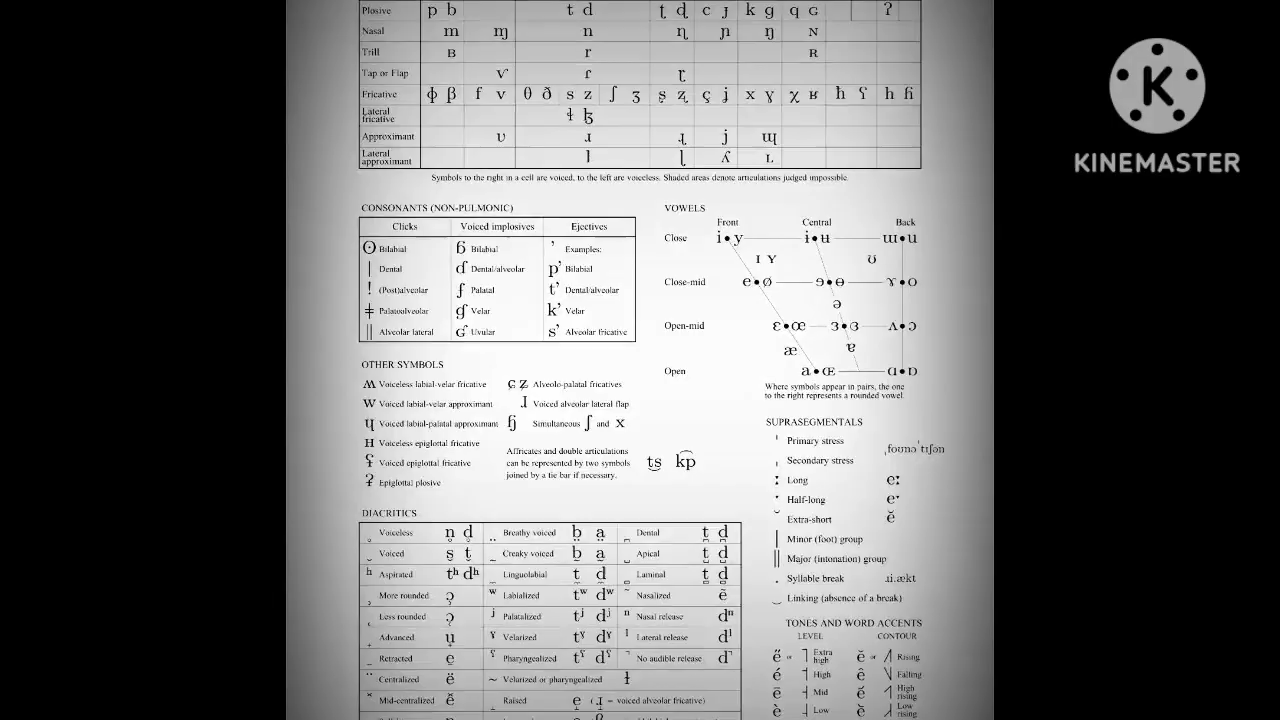 Plosive p b t d ʈ ɖ c ɟ k ɡ q ɢ ʔ
Nasal m ɱ n ɳ ɲ ŋ ɴ
Trill ʙ r ʀ
Tap or Flap ⱱ ɾ ɽ
Fricative ɸ β f v θ ð s z ʃ ʒ ʂ ʐ ç ʝ x ɣ χ ʁ ħ ʕ h ɦ
Lateral fricative ɬ ɮ
Approximant ʋ ɹ ɻ j ɰ
Lateral approximant l ɭ ʎ ʟ
Symbols to the right in a cell are voiced, to the left are voiceless. Shaded areas denote articulations judged impossible.
KINEMASTER
CONSONANTS (NON-PULMONIC)
Clicks Voiced implosives Ejectives
ʘ Bilabial ɓ Bilabial ʼ Examples:
ǀ Dental ɗ Dental/alveolar pʼ Bilabial
ǃ (Post)alveolar ʄ Palatal tʼ Dental/alveolar
ǂ Palatoalveolar ɠ Velar kʼ Velar
ǁ Alveolar lateral ʛ Uvular sʼ Alveolar fricative
VOWELS
Front Central Back
Close i y ɨ ʉ ɯ u
ɪ ʏ ʊ
Close-mid e ø ɘ ɵ ɤ o
ə
Open-mid ɛ œ ɜ ɞ ʌ ɔ
æ ɐ
Open a ɶ ɑ ɒ
Where symbols appear in pairs, the one
to the right represents a rounded vowel.
OTHER SYMBOLS
ʍ Voiceless labial-velar fricative ɕ ʑ Alveolo-palatal fricatives
w Voiced labial-velar approximant ɺ Voiced alveolar lateral flap
ɥ Voiced labial-palatal approximant ɧ Simultaneous ʃ and x
ʜ Voiceless epiglottal fricative
ʢ Voiced epiglottal fricative
ʡ Epiglottal plosive
Affricates and double articulations
can be represented by two symbols
joined by a tie bar if necessary.
t͜s k͡p
SUPRASEGMENTALS
ˈ Primary stress
ˌfoʊnəˈtɪʃən
ˌ Secondary stress
ː Long eː
ˑ Half-long eˑ
˘ Extra-short ĕ
| Minor (foot) group
‖ Major (intonation) group
. Syllable break ɹi.ækt
‿ Linking (absence of a break)
DIACRITICS
̥ Voiceless n̥ d̥ ̤ Breathy voiced b̤ a̤ ̪ Dental t̪ d̪
̬ Voiced s̬ t̬ ̰ Creaky voiced b̰ a̰ ̺ Apical t̺ d̺
ʰ Aspirated tʰ dʰ ̼ Linguolabial t̼ d̼ ̻ Laminal t̻ d̻
̹ More rounded ɔ̹ ʷ Labialized tʷ dʷ ̃ Nasalized ẽ
̜ Less rounded ɔ̜ ʲ Palatalized tʲ dʲ ⁿ Nasal release dⁿ
̟ Advanced u̟ ˠ Velarized tˠ dˠ ˡ Lateral release dˡ
̠ Retracted e̠ ˤ Pharyngealized tˤ dˤ ̚ No audible release d̚
̈ Centralized ë ~ Velarized or pharyngealized ɫ
̽ Mid-centralized e̽ ̝ Raised e̝ (ɹ̝ = voiced alveolar fricative)
TONES AND WORD ACCENTS
LEVEL CONTOUR
e̋ or ˥ Extra high ě or ˩˥ Rising
é ˦ High ê ˥˩ Falling
ē ˧ Mid e᷄ ˦˥ High rising
è ˨ Low e᷅ ˩˨ Low rising